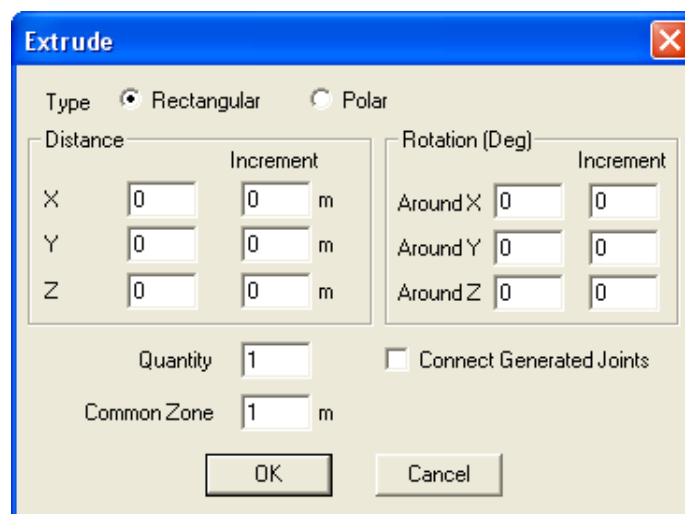 Extrude
Type Rectangular Polar
Distance
Increment
X 0 0 m
Y 0 0 m
Z 0 0 m
Rotation (Deg)
Increment
Around X 0 0
Around Y 0 0
Around Z 0 0
Quantity 1
Connect Generated Joints
Common Zone 1 m
OK Cancel